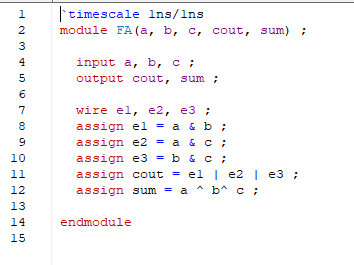 1 `timescale 1ns/1ns
2 module FA(a, b, c, cout, sum) ;
3
4 input a, b, c ;
5 output cout, sum ;
6
7 wire e1, e2, e3 ;
8 assign e1 = a & b ;
9 assign e2 = a & c ;
10 assign e3 = b & c ;
11 assign cout = e1 | e2 | e3 ;
12 assign sum = a ^ b^ c ;
13
14 endmodule
15